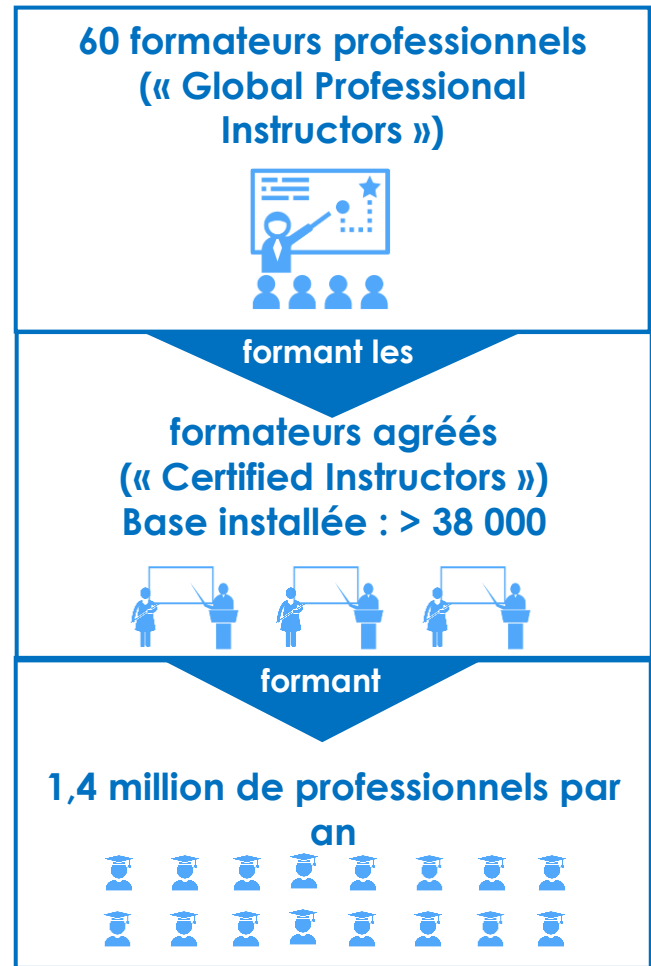 60 formateurs professionnels
(« Global Professional
Instructors »)
formant les
formateurs agréés
(« Certified Instructors »)
Base installée : > 38 000
formant
1,4 million de professionnels par
an